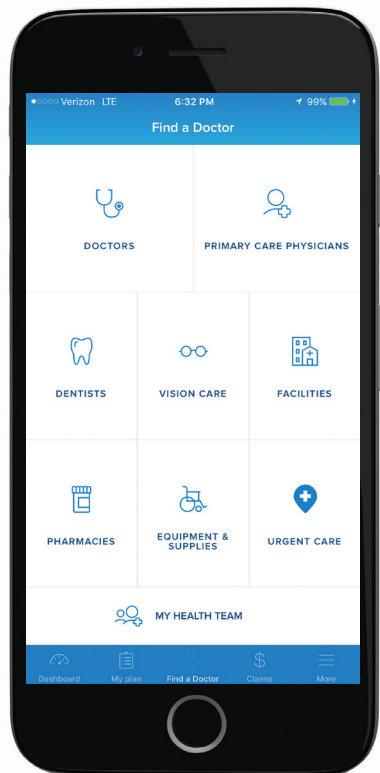 Verizon LTE 6:32 PM 99%
Find a Doctor
DOCTORS PRIMARY CARE PHYSICIANS
DENTISTS VISION CARE FACILITIES
PHARMACIES EQUIPMENT & SUPPLIES URGENT CARE
MY HEALTH TEAM
Dashboard My plan Find a Doctor Claims More